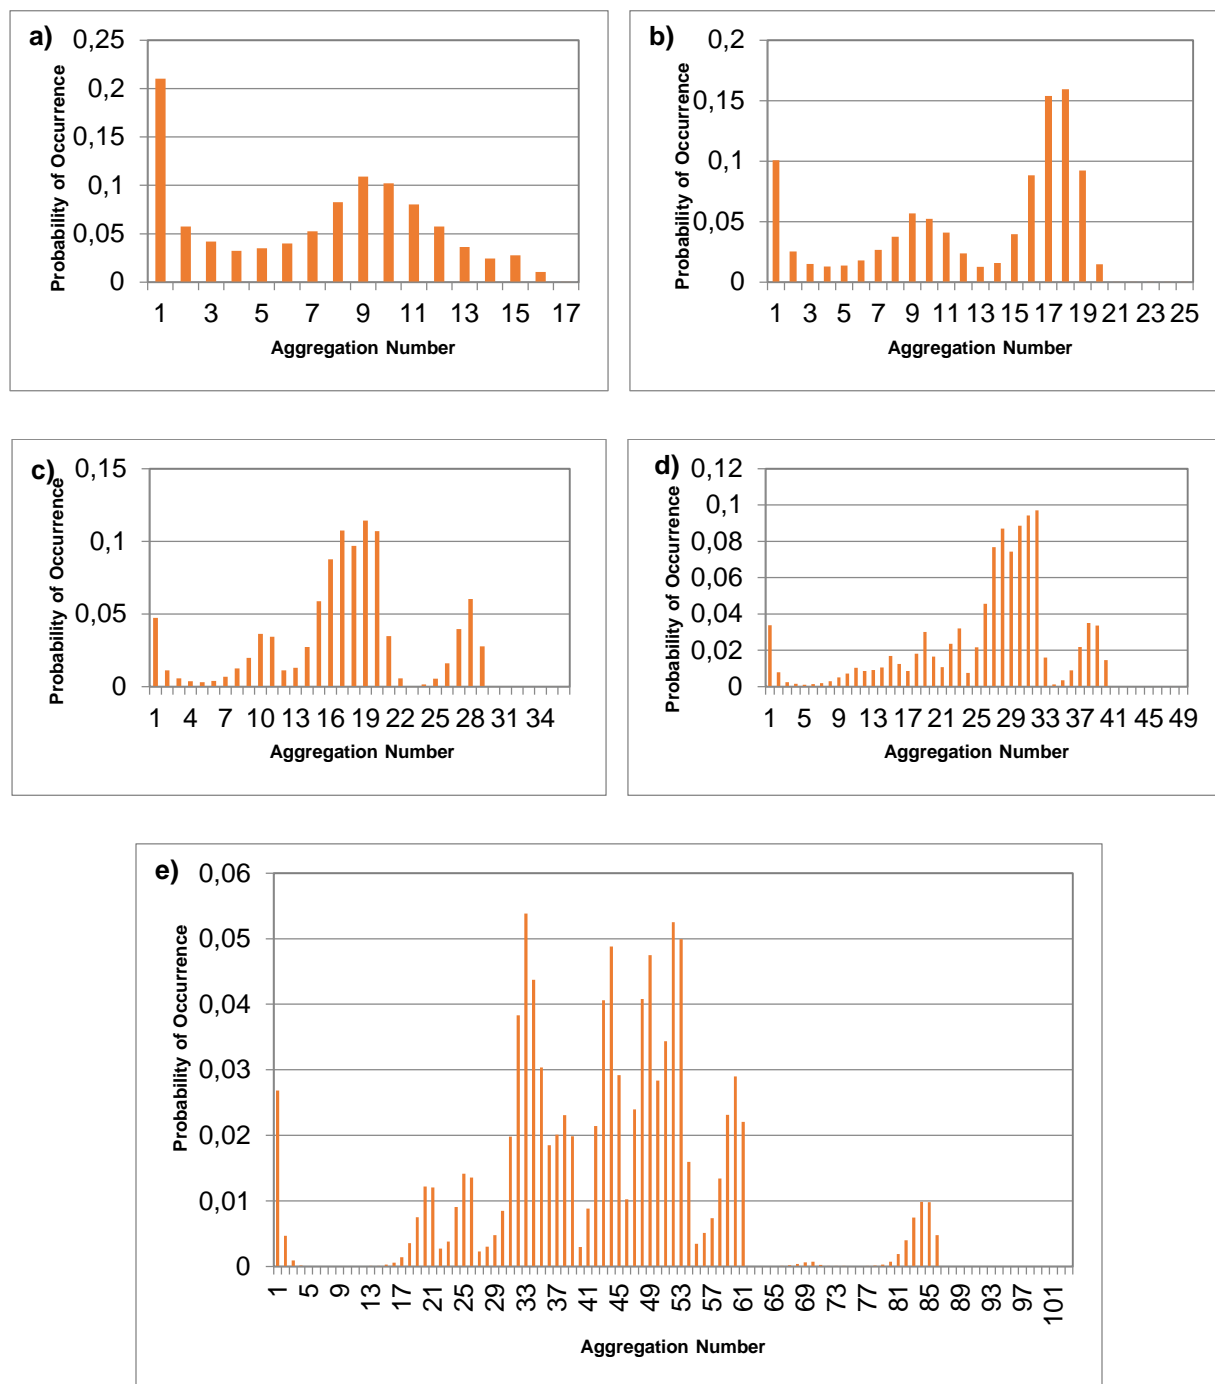 a)
0,25
0,2
0,15
0,1
0,05
0
Probability of Occurrence
1 3 5 7 9 11 13 15 17
Aggregation Number
b)
0,2
0,15
0,1
0,05
0
Probability of Occurrence
1 3 5 7 9 11 13 15 17 19 21 23 25
Aggregation Number
c)
0,15
0,1
0,05
0
Probability of Occurrence
1 4 7 10 13 16 19 22 25 28 31 34
Aggregation Number
d)
0,12
0,1
0,08
0,06
0,04
0,02
0
Probability of Occurrence
1 5 9 13 17 21 25 29 33 37 41 45 49
Aggregation Number
e)
0,06
0,05
0,04
0,03
0,02
0,01
0
Probability of Occurrence
1 5 9 13 17 21 25 29 33 37 41 45 49 53 57 61 65 69 73 77 81 85 89 93 97 101
Aggregation Number